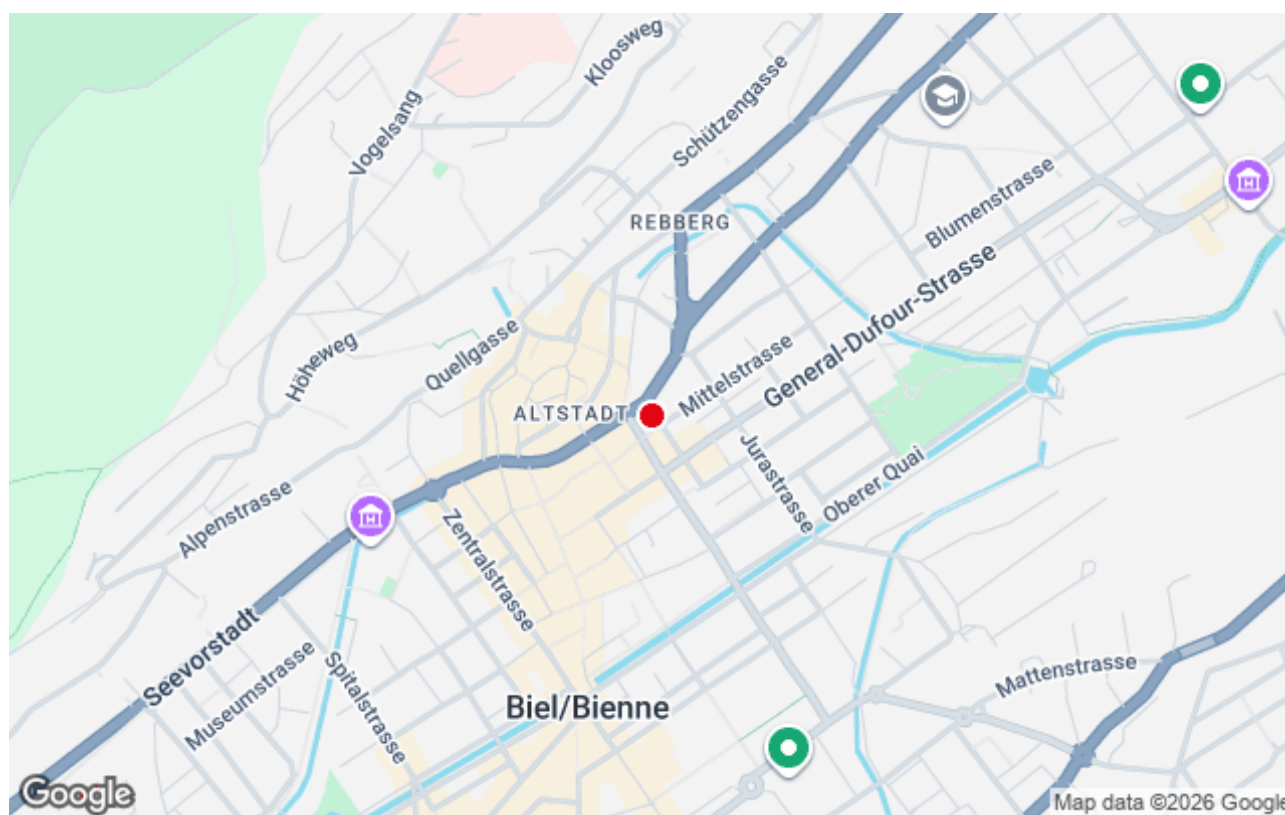 Kloosweg
Vogelsang
Schützengasse
REBBERG
Blumenstrasse
General-Dufour-Strasse
Höheweg
Quellgasse
Mittelstrasse
ALTSTADT
Jurastrasse
Oberer Quai
Alpenstrasse
Zentralstrasse
Seevorstadt
Museumstrasse
Spitalstrasse
Mattenstrasse
Biel/Bienne
Google
Map data ©2026 Google